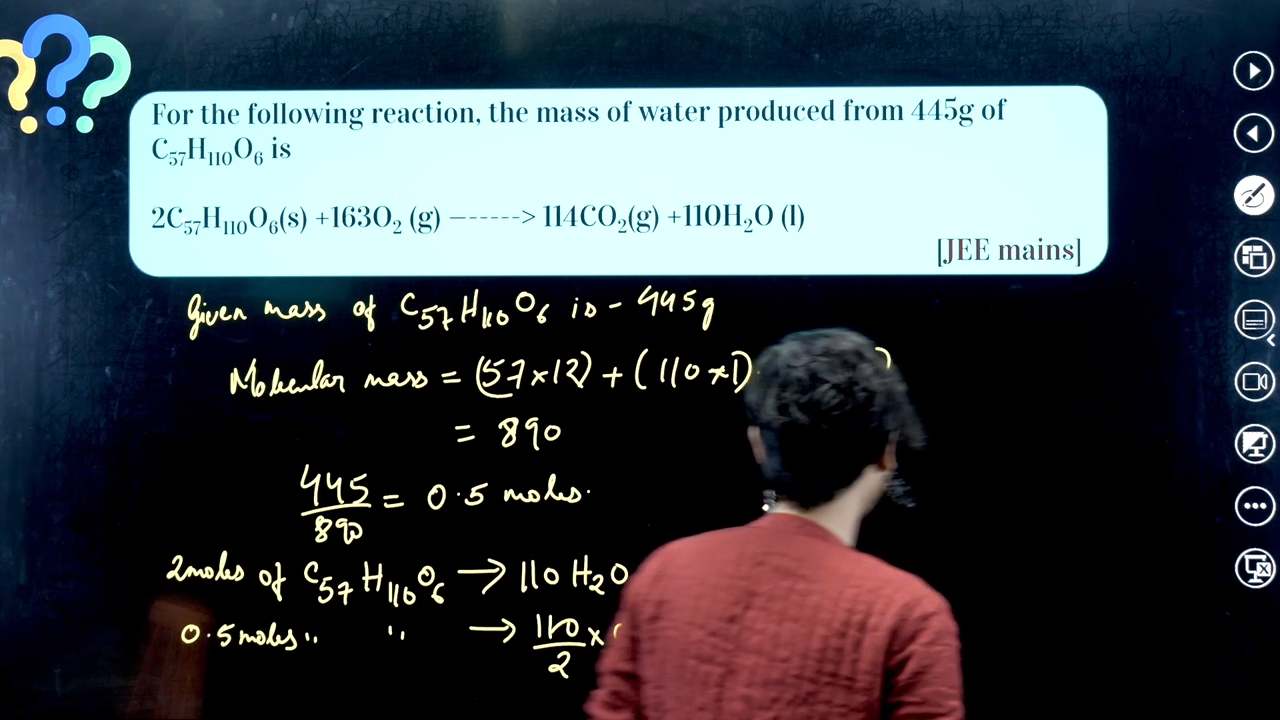 ???
For the following reaction, the mass of water produced from 445g of
C₅₇H₁₁₀O₆ is
2C₅₇H₁₁₀O₆(s) +163O₂ (g) ------> 114CO₂(g) +110H₂O (l)
[JEE mains]
Given mass of C₅₇H₁₁₀O₆ is - 445g
Molecular mass = (57×12) + (110×1) )
= 890
445/890 = 0.5 moles.
2moles of C₅₇H₁₁₀O₆ → 110 H₂O
0.5moles " " → 110/2 ×